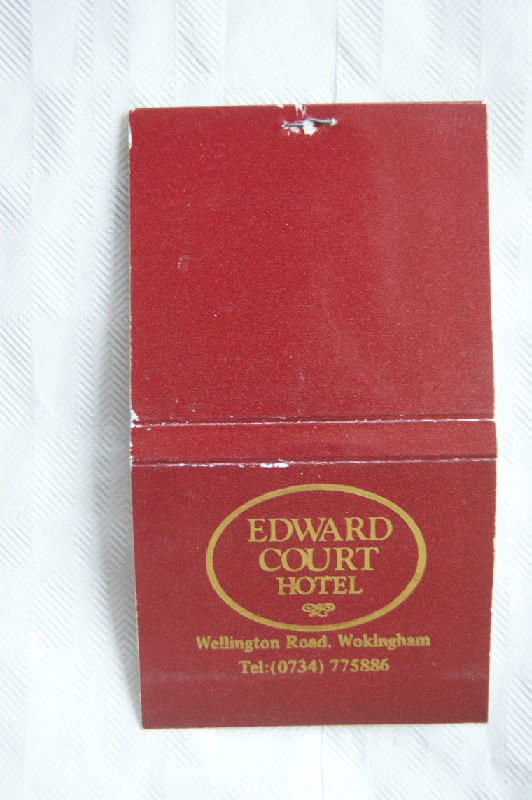 EDWARD
COURT
HOTEL
Wellington Road, Wokingham
Tel:(0734) 775886